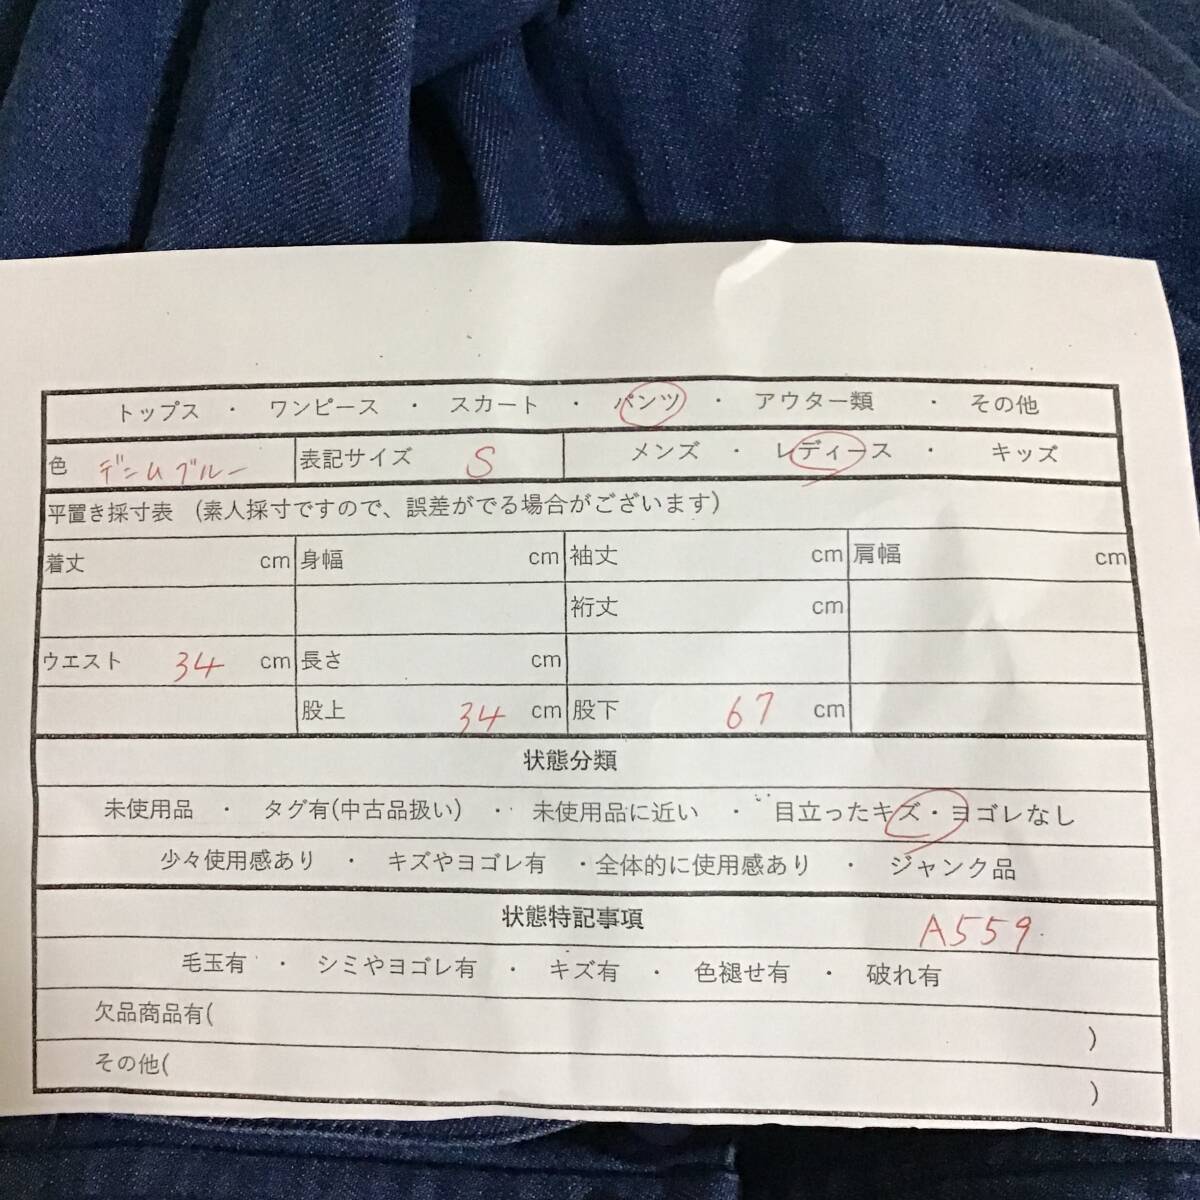 トップス ・ ワンピース ・ スカート ・ パンツ ・ アウター類 ・ その他
色 デニムブルー 表記サイズ S メンズ ・ レディース ・ キッズ
平置き採寸表 (素人採寸ですので、誤差がでる場合がございます)
着丈 cm 身幅 cm 袖丈 cm 肩幅 cm
裄丈 cm
ウエスト 34 cm 長さ cm
股上 34 cm 股下 67 cm
状態分類
未使用品 ・ タグ有(中古品扱い) ・ 未使用品に近い ・ 目立ったキズ・ヨゴレなし
少々使用感あり ・ キズやヨゴレ有 ・全体的に使用感あり ・ ジャンク品
状態特記事項 A559
毛玉有 ・ シミやヨゴレ有 ・ キズ有 ・ 色褪せ有 ・ 破れ有
欠品商品有( )
その他( )